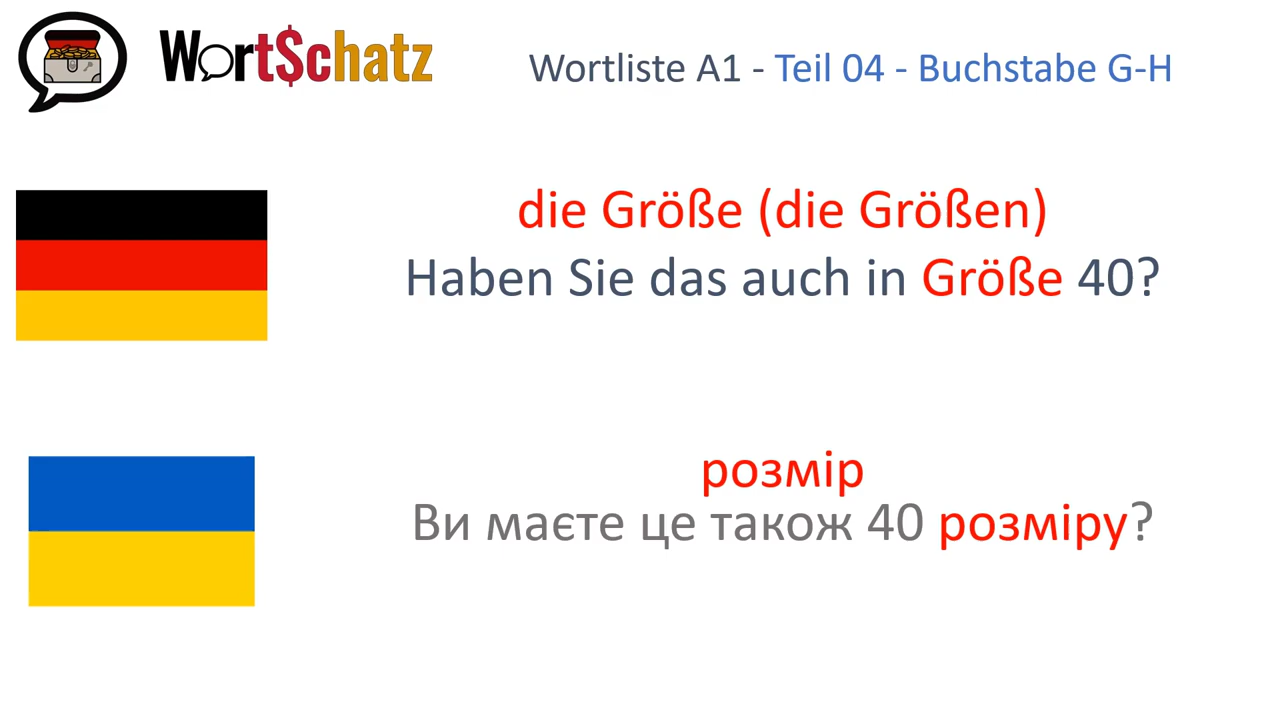 Wort$chatz
Wortliste A1 - Teil 04 - Buchstabe G-H
die Größe (die Größen)
Haben Sie das auch in Größe 40?
розмір
Ви маєте це також 40 розміру?